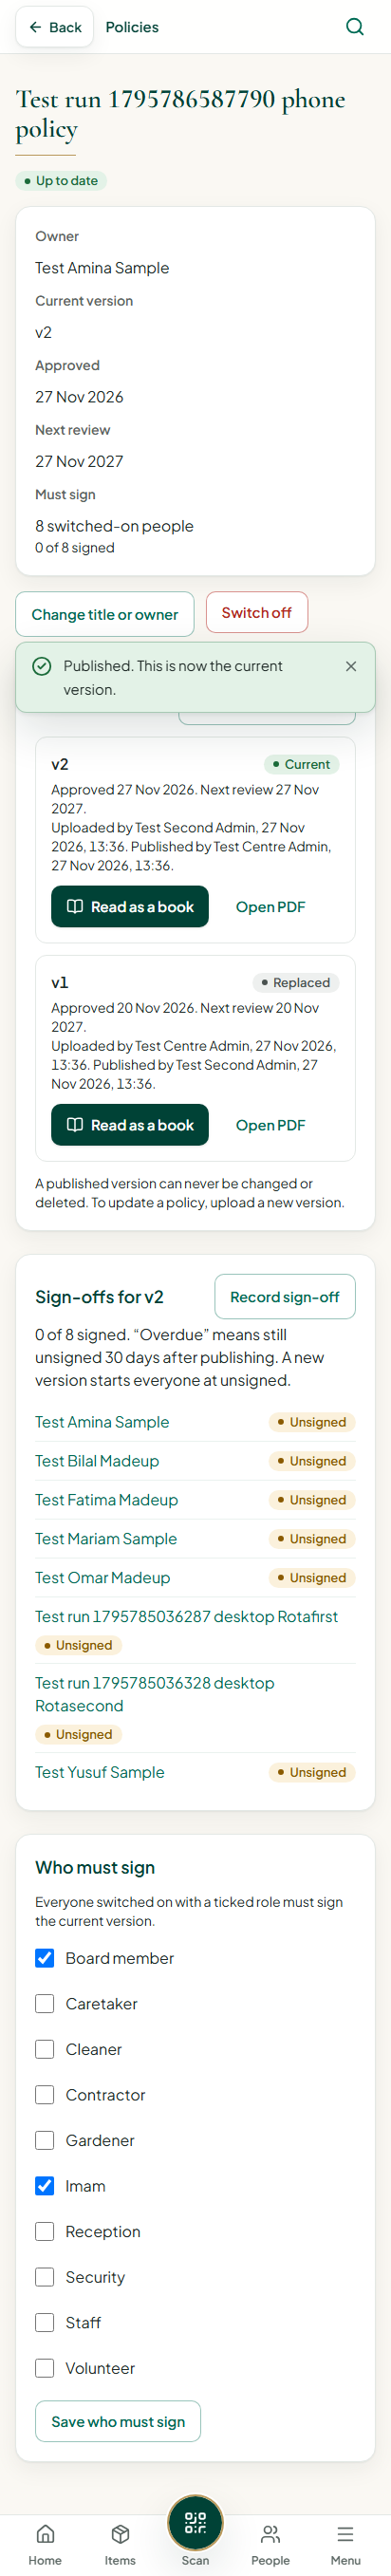 Back
Policies
Test run 1795786587790 phone
policy
Up to date
Owner
Test Amina Sample
Current version
v2
Approved
27 Nov 2026
Next review
27 Nov 2027
Must sign
8 switched-on people
0 of 8 signed
Change title or owner
Switch off
Published. This is now the current
version.
v2
Current
Approved 27 Nov 2026. Next review 27 Nov
2027.
Uploaded by Test Second Admin, 27 Nov
2026, 13:36. Published by Test Centre Admin,
27 Nov 2026, 13:36.
Read as a book
Open PDF
v1
Replaced
Approved 20 Nov 2026. Next review 20 Nov
2027.
Uploaded by Test Centre Admin, 27 Nov 2026,
13:36. Published by Test Second Admin, 27
Nov 2026, 13:36.
Read as a book
Open PDF
A published version can never be changed or
deleted. To update a policy, upload a new version.
Sign-offs for v2
Record sign-off
0 of 8 signed. “Overdue” means still
unsigned 30 days after publishing. A new
version starts everyone at unsigned.
Test Amina Sample
Unsigned
Test Bilal Madeup
Unsigned
Test Fatima Madeup
Unsigned
Test Mariam Sample
Unsigned
Test Omar Madeup
Unsigned
Test run 1795785036287 desktop Rotafirst
Unsigned
Test run 1795785036328 desktop
Rotasecond
Unsigned
Test Yusuf Sample
Unsigned
Who must sign
Everyone switched on with a ticked role must sign
the current version.
Board member
Caretaker
Cleaner
Contractor
Gardener
Imam
Reception
Security
Staff
Volunteer
Save who must sign
Home
Items
Scan
People
Menu